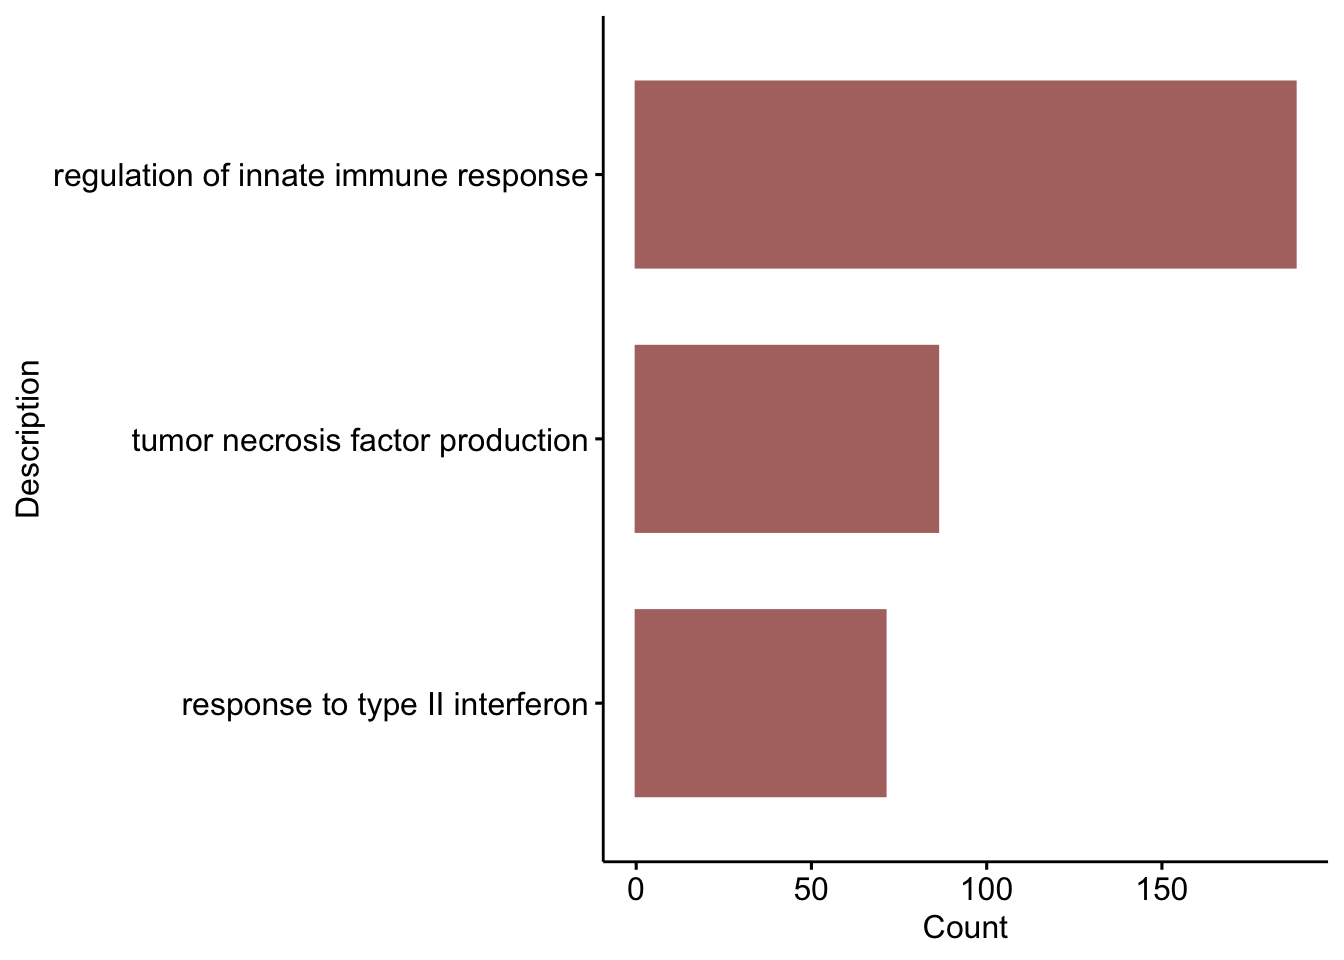 Description
regulation of innate immune response
tumor necrosis factor production
response to type II interferon
0 50 100 150
Count